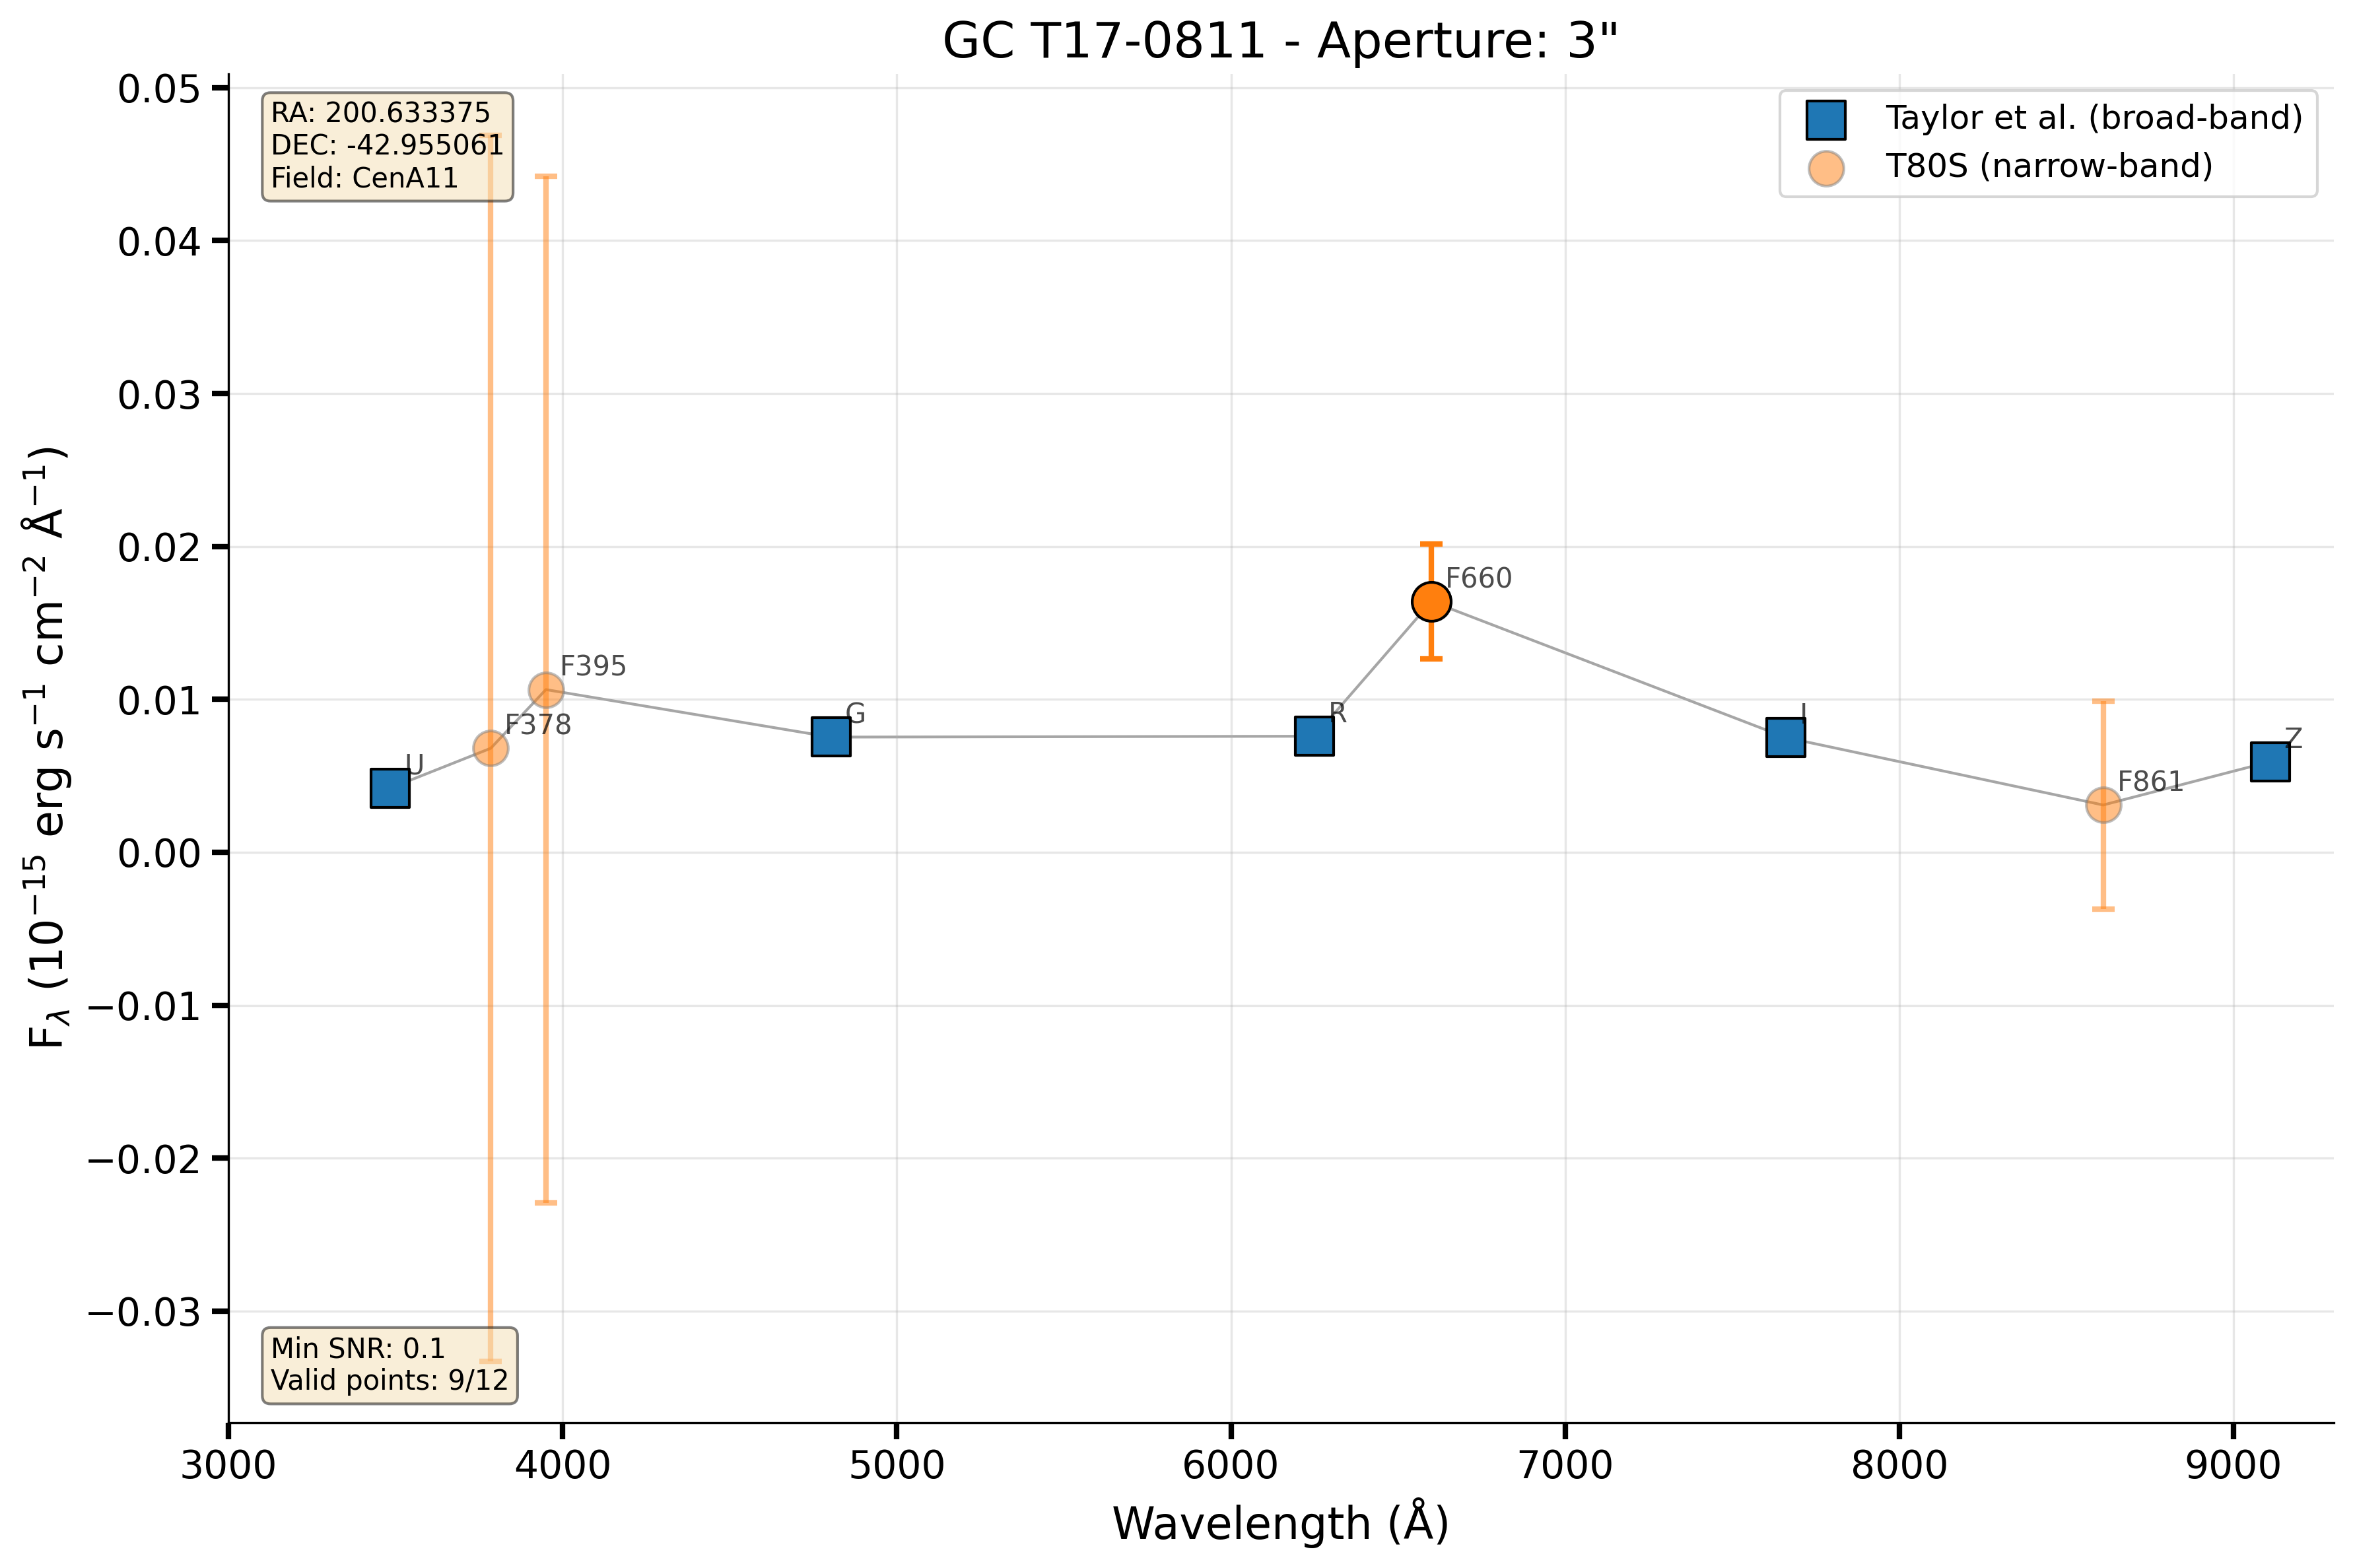 GC T17-0811 - Aperture: 3"
RA: 200.633375
DEC: -42.955061
Field: CenA11
Taylor et al. (broad-band)
T80S (narrow-band)
0.05
0.04
0.03
0.02
0.01
0.00
−0.01
−0.02
−0.03
F$_\lambda$ (10$^{-15}$ erg s$^{-1}$ cm$^{-2}$ Å$^{-1}$)
U
F378
F395
G
R
F660
I
F861
Z
Min SNR: 0.1
Valid points: 9/12
3000 4000 5000 6000 7000 8000 9000
Wavelength (Å)